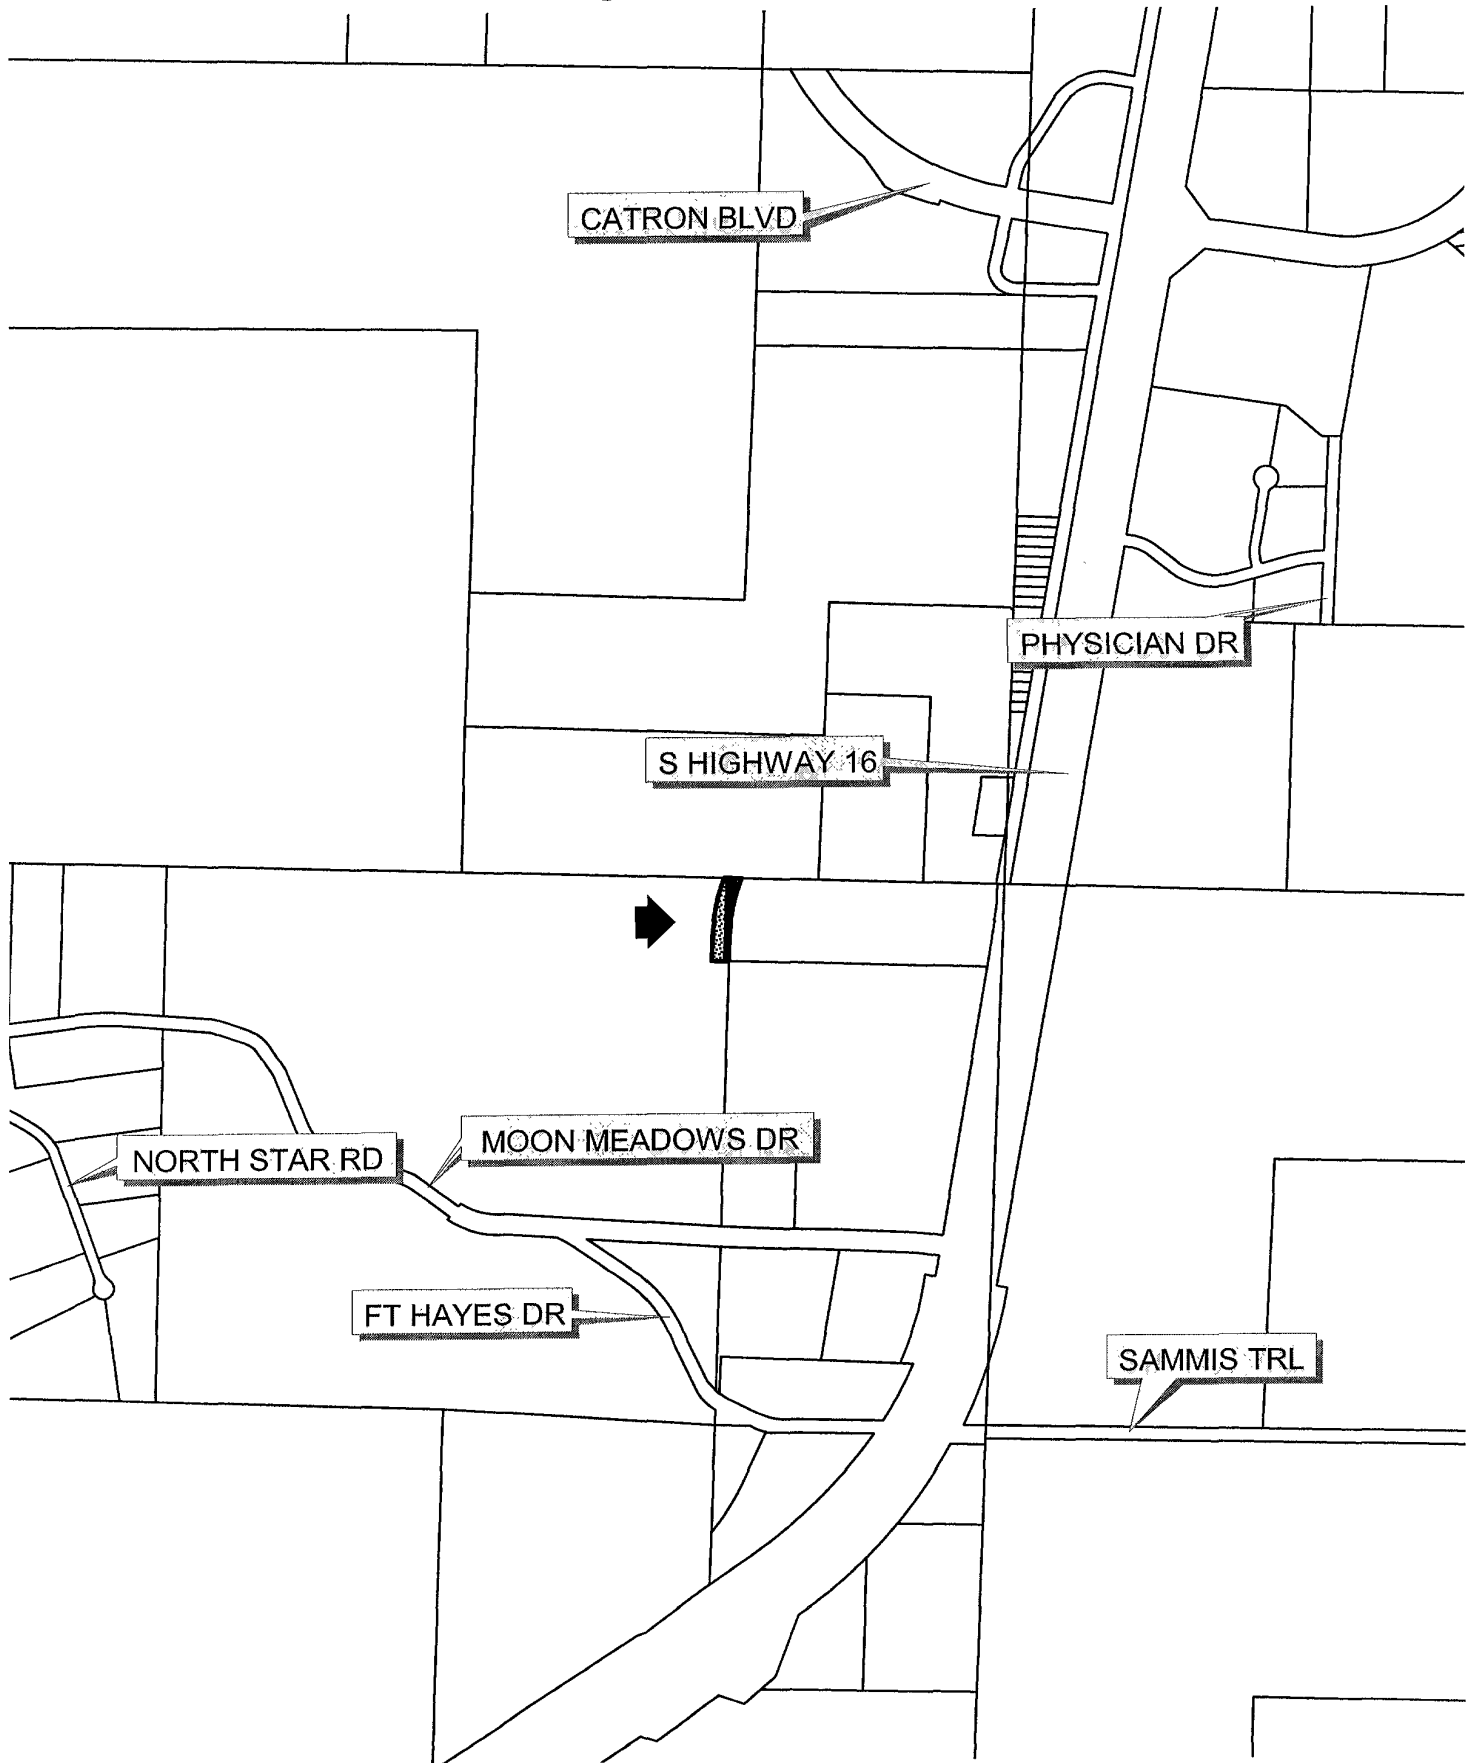 CATRON BLVD
PHYSICIAN DR
S HIGHWAY 16
MOON MEADOWS DR
NORTH STAR RD
FT HAYES DR
SAMMIS TRL